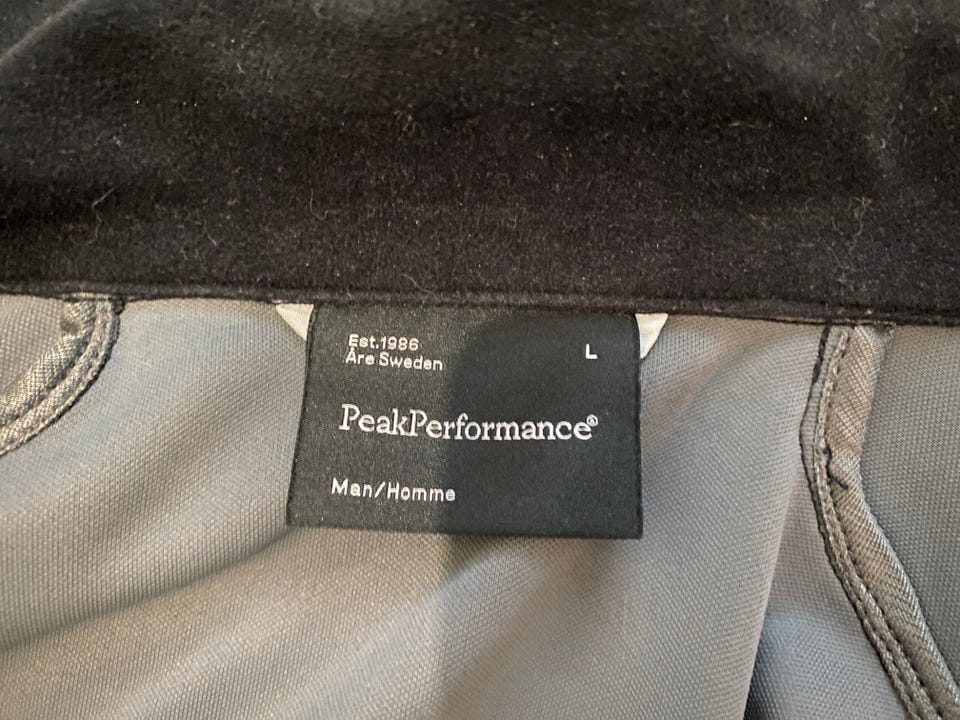 Est.1986
Åre Sweden
L
PeakPerformance®
Man/Homme